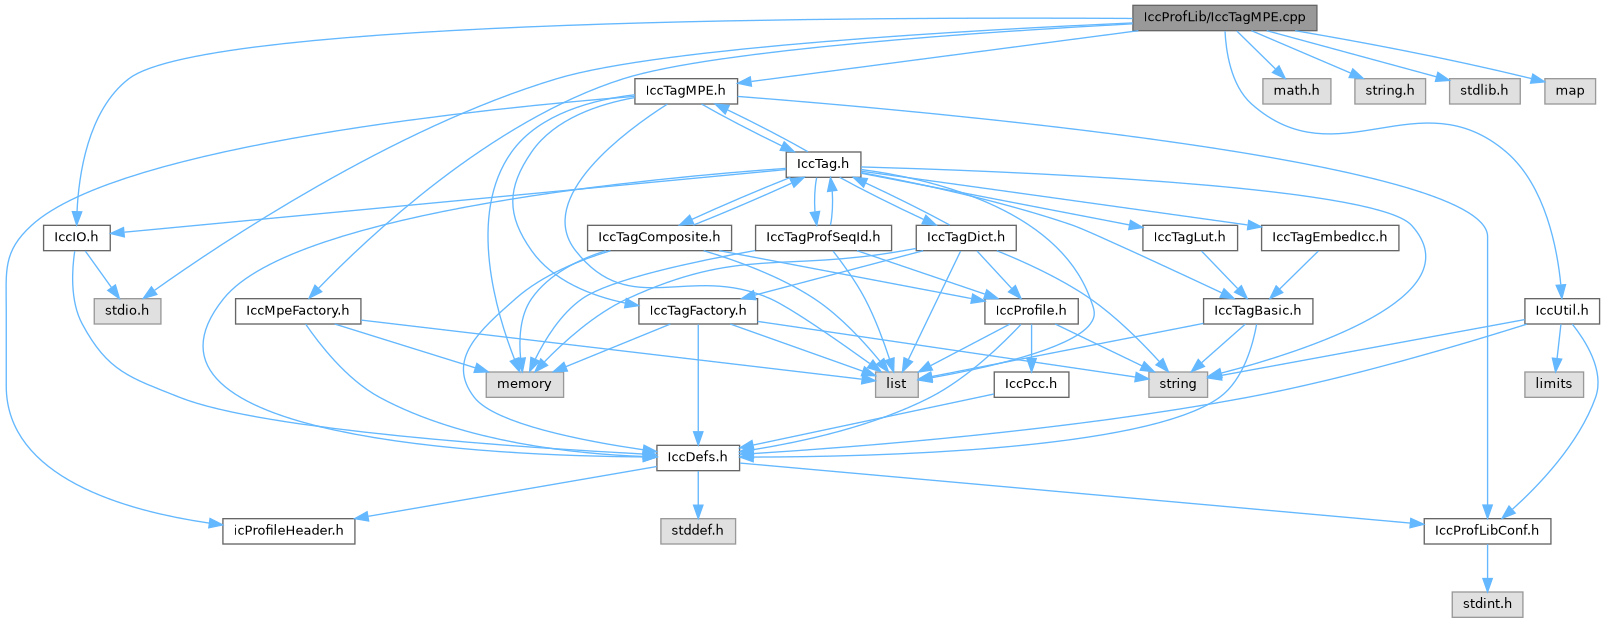 IccProfLib/IccTagMPE.cpp
IccTagMPE.h
math.h
string.h
stdlib.h
map
IccTag.h
IccIO.h
IccTagComposite.h
IccTagProfSeqId.h
IccTagDict.h
IccTagLut.h
IccTagEmbedIcc.h
stdio.h
IccMpeFactory.h
IccTagFactory.h
IccProfile.h
IccTagBasic.h
IccUtil.h
memory
list
IccPcc.h
string
limits
IccDefs.h
icProfileHeader.h
stddef.h
IccProfLibConf.h
stdint.h